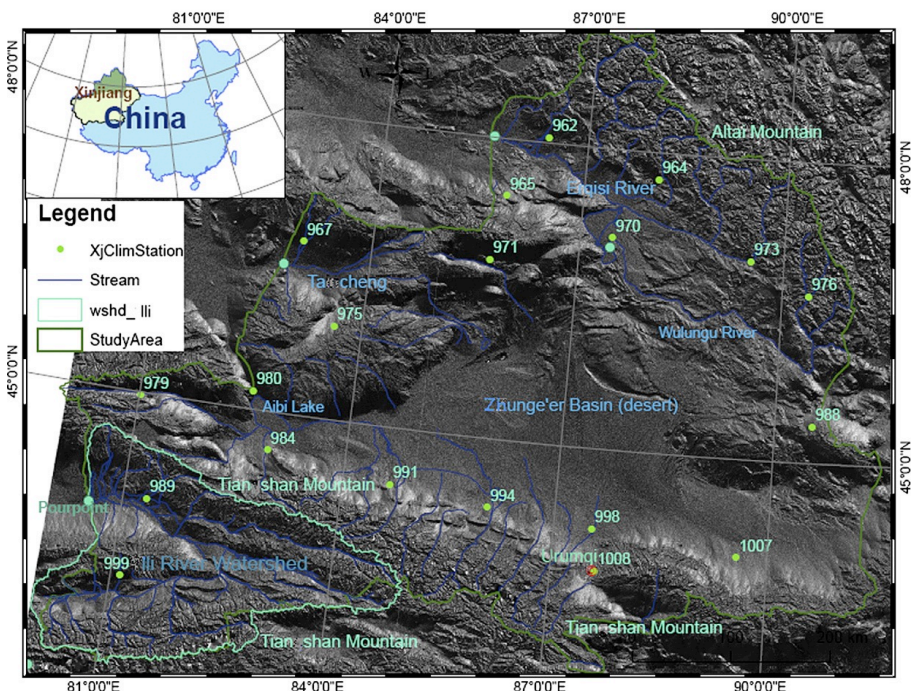 81°0'0"E 84°0'0"E 87°0'0"E 90°0'0"E
48°0'0"N
48°0'0"N
45°0'0"N
45°0'0"N
Xinjiang
China
Legend
XjClimStation
Stream
wshd_Ili
StudyArea
962
Altai Mountain
964
965
Erqisi River
967
970
971
973
Ta cheng
976
975
Wulungu River
979
980
Aibi Lake
Zhunge'er Basin (desert)
988
984
Tian shan Mountain
991
989
994
Pourpoint
998
Urumqi
1008
1007
999
Ili River Watershed
Tian shan Mountain
Tian shan Mountain
200 km
81°0'0"E 84°0'0"E 87°0'0"E 90°0'0"E